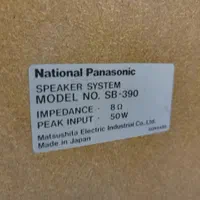 National Panasonic
SPEAKER SYSTEM
MODEL NO. SB-390
IMPEDANCE - 8Ω
PEAK INPUT - 50W
Matsushita Electric Industrial Co., Ltd.
Made in Japan